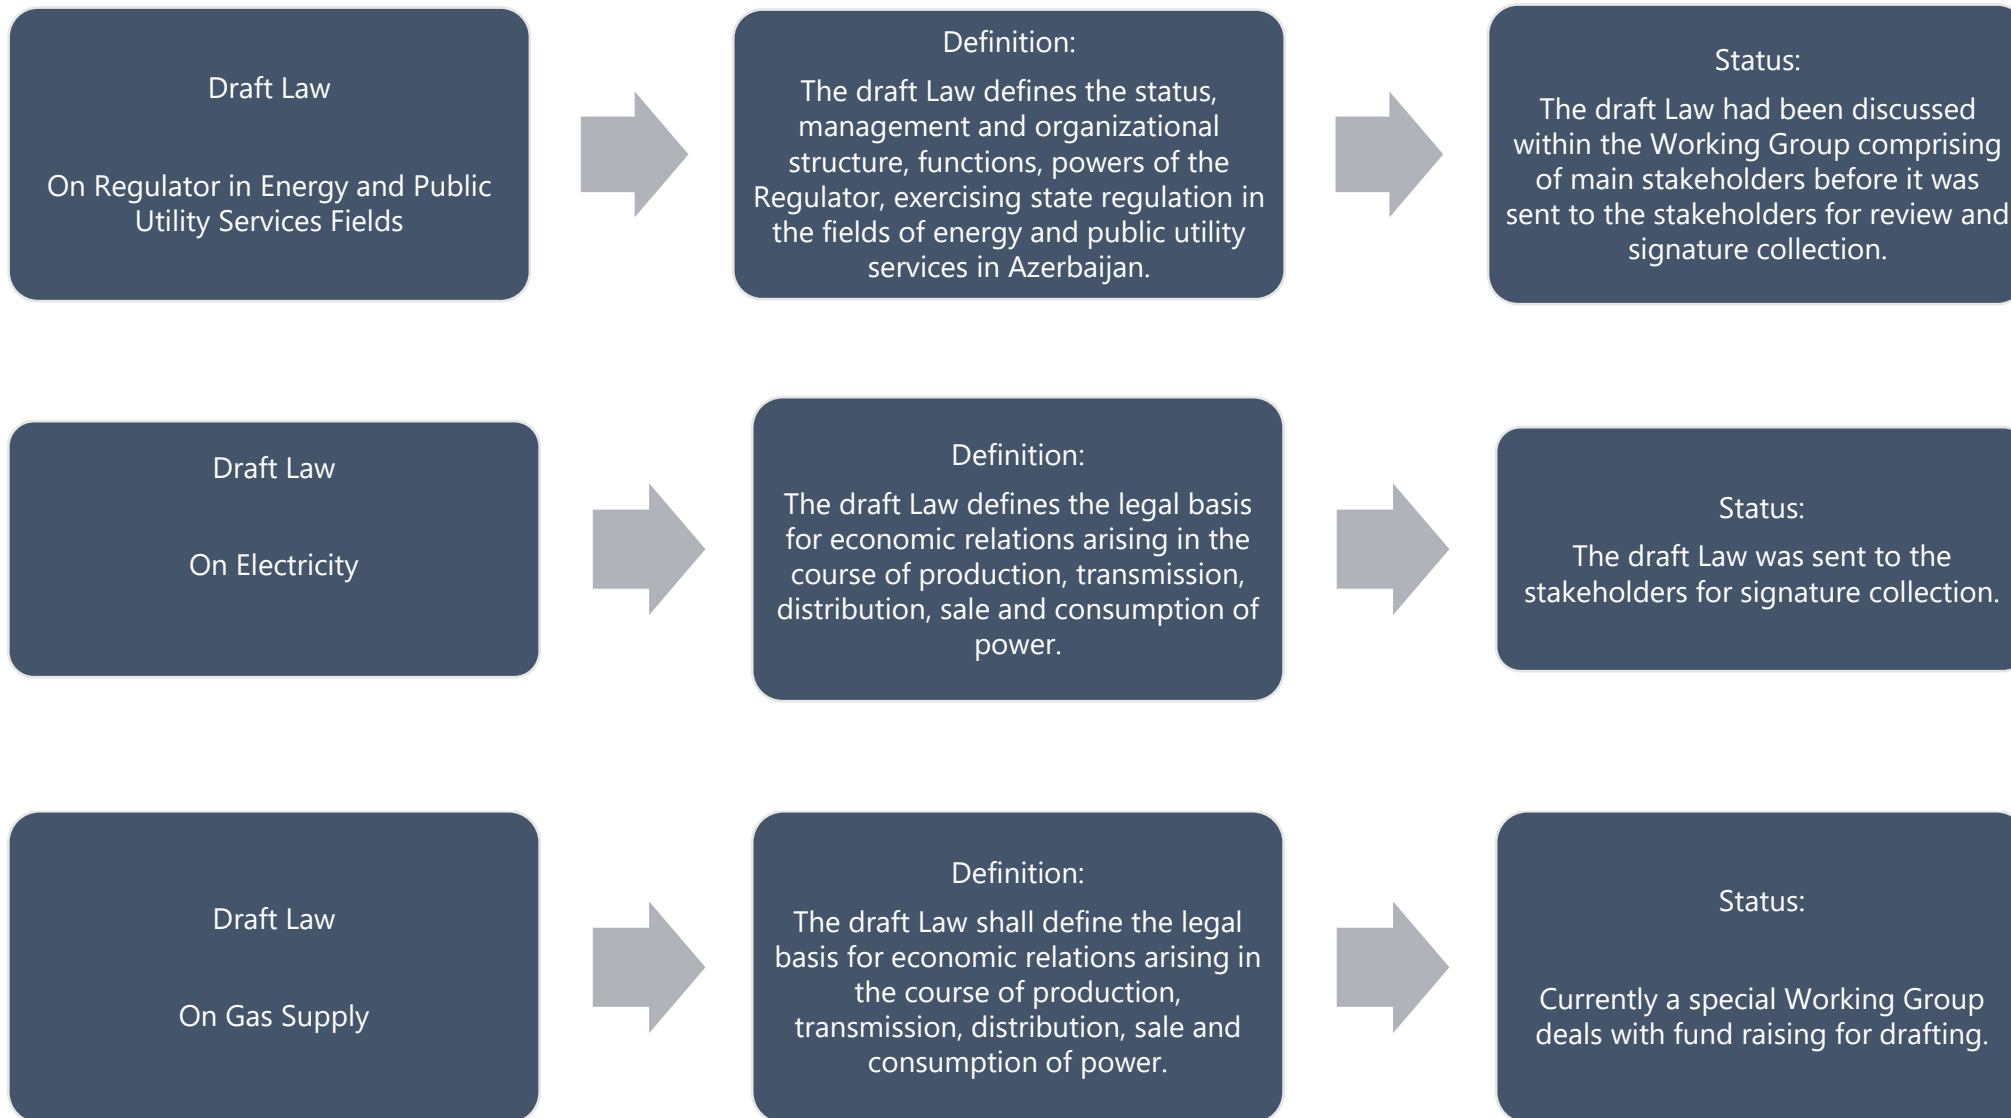 Draft Law
On Regulator in Energy and Public
Utility Services Fields
Definition:
The draft Law defines the status,
management and organizational
structure, functions, powers of the
Regulator, exercising state regulation in
the fields of energy and public utility
services in Azerbaijan.
Status:
The draft Law had been discussed
within the Working Group comprising
of main stakeholders before it was
sent to the stakeholders for review and
signature collection.
Draft Law
On Electricity
Definition:
The draft Law defines the legal basis
for economic relations arising in the
course of production, transmission,
distribution, sale and consumption of
power.
Status:
The draft Law was sent to the
stakeholders for signature collection.
Draft Law
On Gas Supply
Definition:
The draft Law shall define the legal
basis for economic relations arising in
the course of production,
transmission, distribution, sale and
consumption of power.
Status:
Currently a special Working Group
deals with fund raising for drafting.